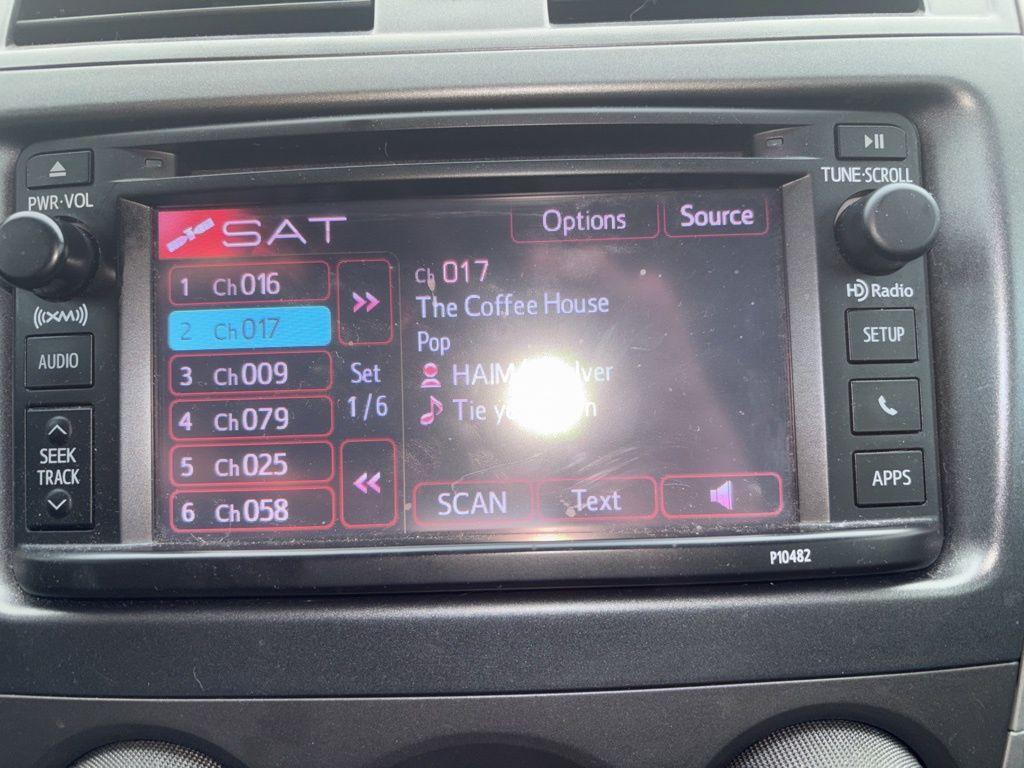 PWR·VOL
TUNE·SCROLL
SAT
Options
Source
1 Ch016
2 Ch017
3 Ch009
4 Ch079
5 Ch025
6 Ch058
Set
1/6
Ch 017
The Coffee House
Pop
Tie
SCAN
Text
((XM))
AUDIO
SEEK
TRACK
HD Radio
SETUP
APPS
P10482